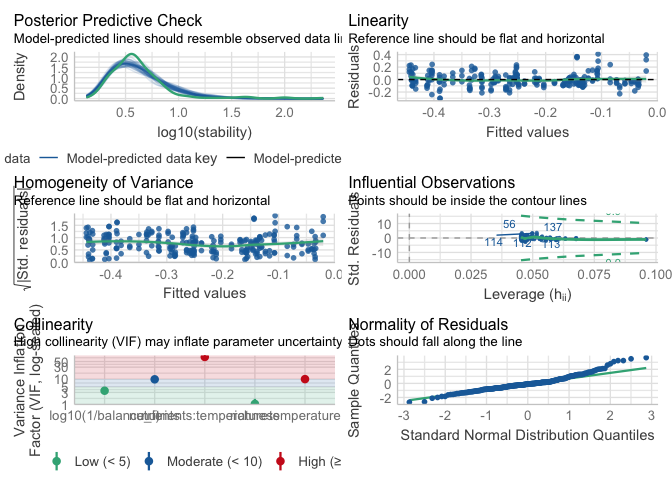 Posterior Predictive Check
Model-predicted lines should resemble observed data li
Density
2.0
1.5
1.0
0.5
0.0
0.5
1.0
1.5
2.0
log10(stability)
data
Model-predicted data
key
Model-predicte
Linearity
Reference line should be flat and horizontal
Residuals
0.4
0.2
0.0
-0.2
-0.4
-0.3
-0.2
-0.1
0.0
Fitted values
Homogeneity of Variance
Reference line should be flat and horizontal
√|Std. residuals|
1.5
1.0
0.5
0.0
-0.4
-0.3
-0.2
-0.1
0.0
Fitted values
Influential Observations
Points should be inside the contour lines
Std. Residuals
10
0
-10
56
137
114
112
113
0.000
0.025
0.050
0.075
0.100
Leverage (hii)
Collinearity
High collinearity (VIF) may inflate parameter uncertainty
Variance Inflation
Factor (VIF, log-scaled)
50
30
10
5
3
1
log10(1/balance_f
nutrients:temperature
richness
temperature
Low (< 5)
Moderate (< 10)
High (≥
Normality of Residuals
Dots should fall along the line
Sample Quantiles
2
0
-2
-3
-2
-1
0
1
2
3
Standard Normal Distribution Quantiles